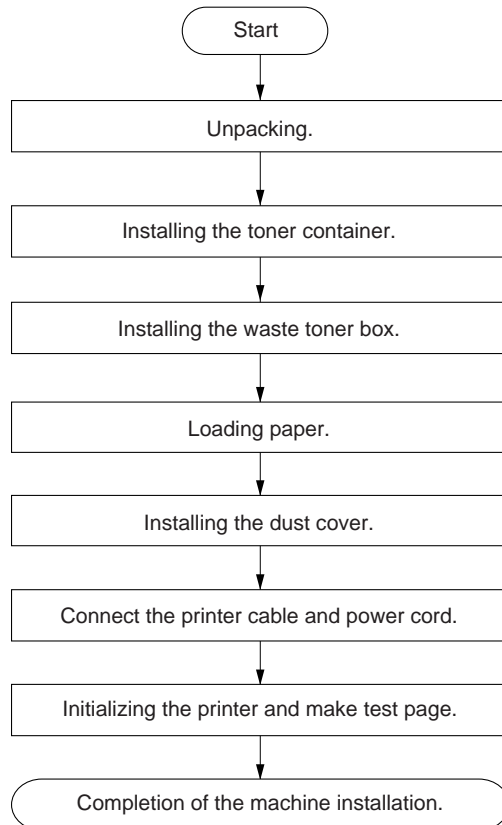 Start
Unpacking.
Installing the toner container.
Installing the waste toner box.
Loading paper.
Installing the dust cover.
Connect the printer cable and power cord.
Initializing the printer and make test page.
Completion of the machine installation.